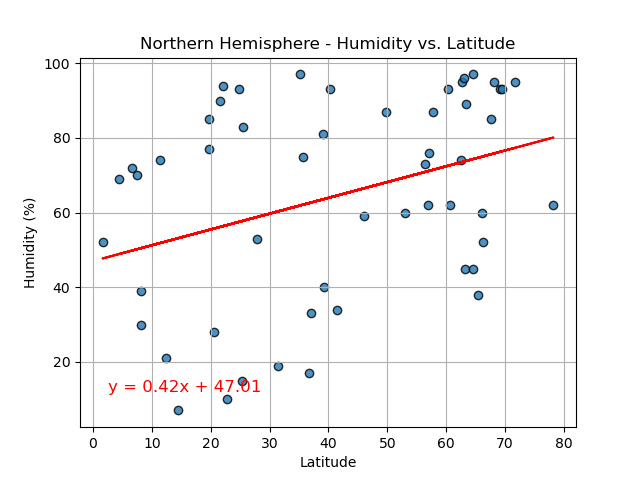 Northern Hemisphere - Humidity vs. Latitude
100
80
60
40
20
Humidity (%)
y = 0.42x + 47.01
0 10 20 30 40 50 60 70 80
Latitude